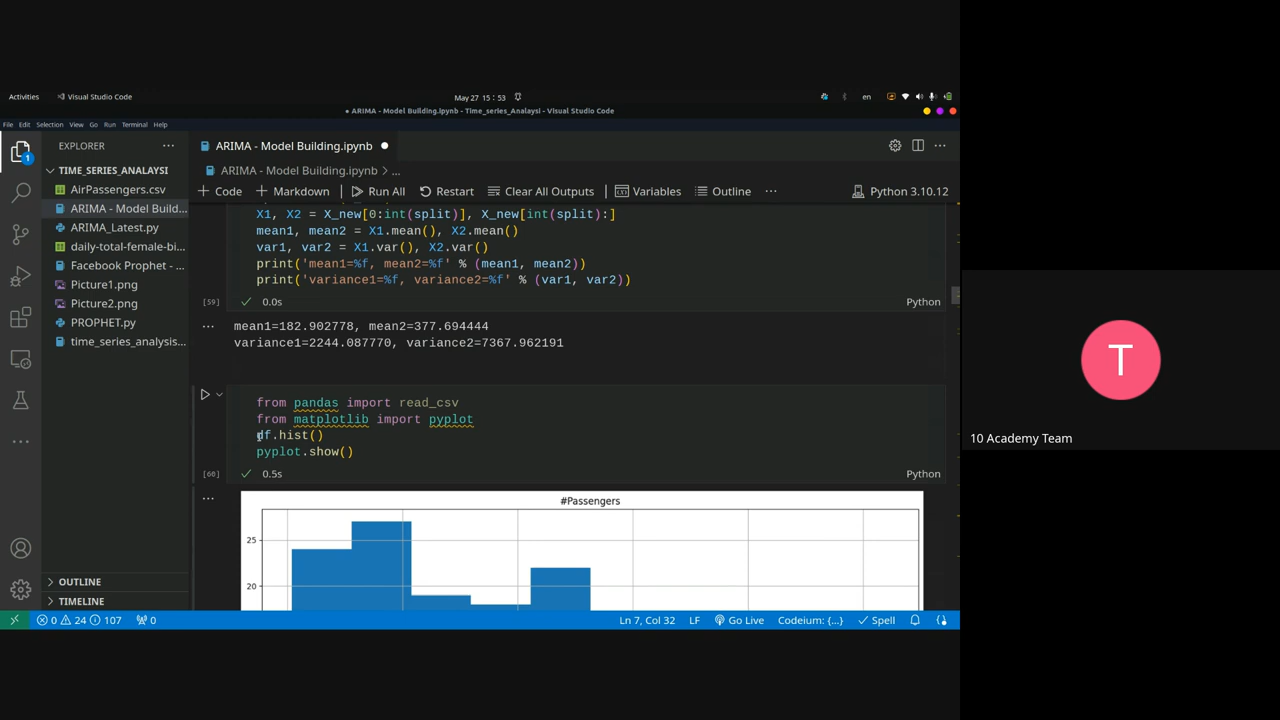 Activities
Visual Studio Code
May 27 15 : 53
en
• ARIMA - Model Building.ipynb - Time_series_Analaysi - Visual Studio Code
File Edit Selection View Go Run Terminal Help
EXPLORER
TIME_SERIES_ANALAYSI
AirPassengers.csv
ARIMA - Model Build...
ARIMA_Latest.py
daily-total-female-bi...
Facebook Prophet - ...
Picture1.png
Picture2.png
PROPHET.py
time_series_analysis...
OUTLINE
TIMELINE
1
ARIMA - Model Building.ipynb
ARIMA - Model Building.ipynb > ...
+ Code + Markdown Run All Restart Clear All Outputs Variables Outline ... Python 3.10.12
X1, X2 = X_new[0:int(split)], X_new[int(split):]
mean1, mean2 = X1.mean(), X2.mean()
var1, var2 = X1.var(), X2.var()
print('mean1=%f, mean2=%f' % (mean1, mean2))
print('variance1=%f, variance2=%f' % (var1, var2))
[59] 0.0s Python
mean1=182.902778, mean2=377.694444
variance1=2244.087770, variance2=7367.962191
from pandas import read_csv
from matplotlib import pyplot
df.hist()
pyplot.show()
[60] 0.5s Python
#Passengers
25
20
0 24 107 0
Ln 7, Col 32 LF Go Live Codeium: {...} Spell
T
10 Academy Team